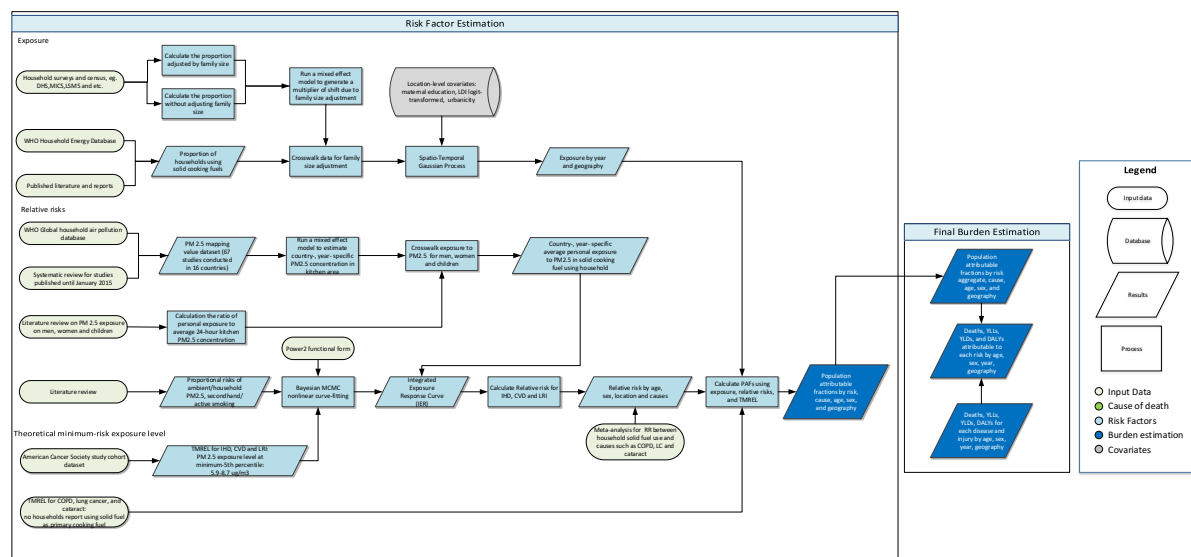 Risk Factor Estimation
Exposure
Household surveys and census, eg.
DHS,MICS,LSMS and etc.
Calculate the proportion
adjusted by family size
Calculate the proportion
without adjusting family
size
Run a mixed effect
model to generate a
multiplier of shift due to
family size adjustment
Location-level covariates:
maternal education, LDI logit-
transformed, urbanicity
WHO Household Energy Database
Published literature and reports
Proportion of
households using
solid cooking fuels
Crosswalk data for family
size adjustment
Spatio-Temporal
Gaussian Process
Exposure by year
and geography
Relative risks
WHO Global household air pollution
database
Systematic review for studies
published until January 2015
PM 2.5 mapping
value dataset (67
studies conducted
in 16 countries)
Run a mixed effect
model to estimate
country-, year- specific
PM2.5 concentration in
kitchen area
Crosswalk exposure to
PM2.5 for men, women
and children
Country-, year-specific
average personal exposure
to PM2.5 in solid cooking
fuel using household
Literature review on PM 2.5 exposure
on men, women and children
Calculation the ratio of
personal exposure to
average 24-hour kitchen
PM2.5 concentration
Power2 functional form
Literature review
Proportional risks of
ambient/household
PM2.5, secondhand/
active smoking
Bayesian MCMC
nonlinear curve-fitting
Integrated
Exposure
Response Curve
(IER)
Calculate Relative risk for
IHD, CVD and LRI
Relative risk by age,
sex, location and causes
Calculate PAFs using
exposure, relative risks,
and TMREL
Population
attributable
fractions by risk,
cause, age, sex,
and geography
Meta-analysis for RR between
household solid fuel use and
causes such as COPD, LC and
cataract
Theoretical minimum-risk exposure level
American Cancer Society study cohort
dataset
TMREL for IHD, CVD and LRI:
PM 2.5 exposure level at
minimum-5th percentile:
5.9-8.7 ug/m3
TMREL for COPD, lung cancer, and
cataract:
no households report using solid fuel
as primary cooking fuel
Final Burden Estimation
Population
attributable
fractions by risk
aggregate, cause,
age, sex, and
geography
Deaths, YLLs,
YLDs, and DALYs
attributable to
each risk by age,
sex, year,
geography
Deaths, YLLs,
YLDs, DALYs for
each disease and
injury by age, sex,
year, geography
Legend
Input data
Database
Results
Process
Input Data
Cause of death
Risk Factors
Burden estimation
Covariates